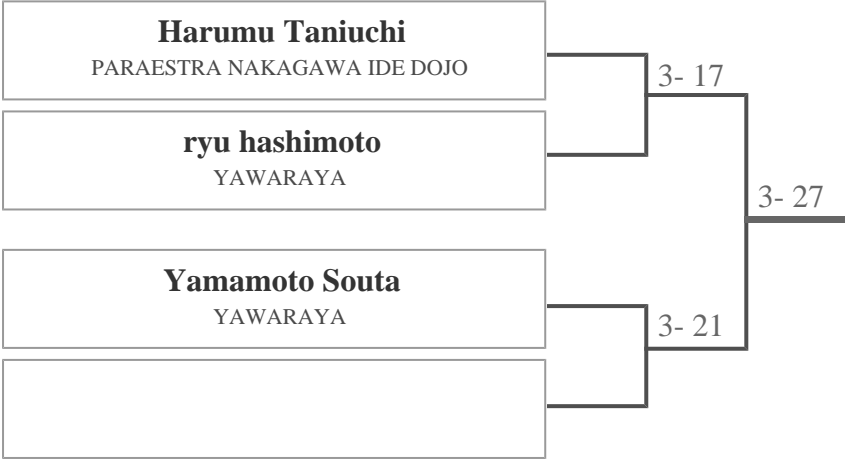 Harumu Taniuchi
PARAESTRA NAKAGAWA IDE DOJO
3- 17
ryu hashimoto
YAWARAYA
3- 27
Yamamoto Souta
YAWARAYA
3- 21